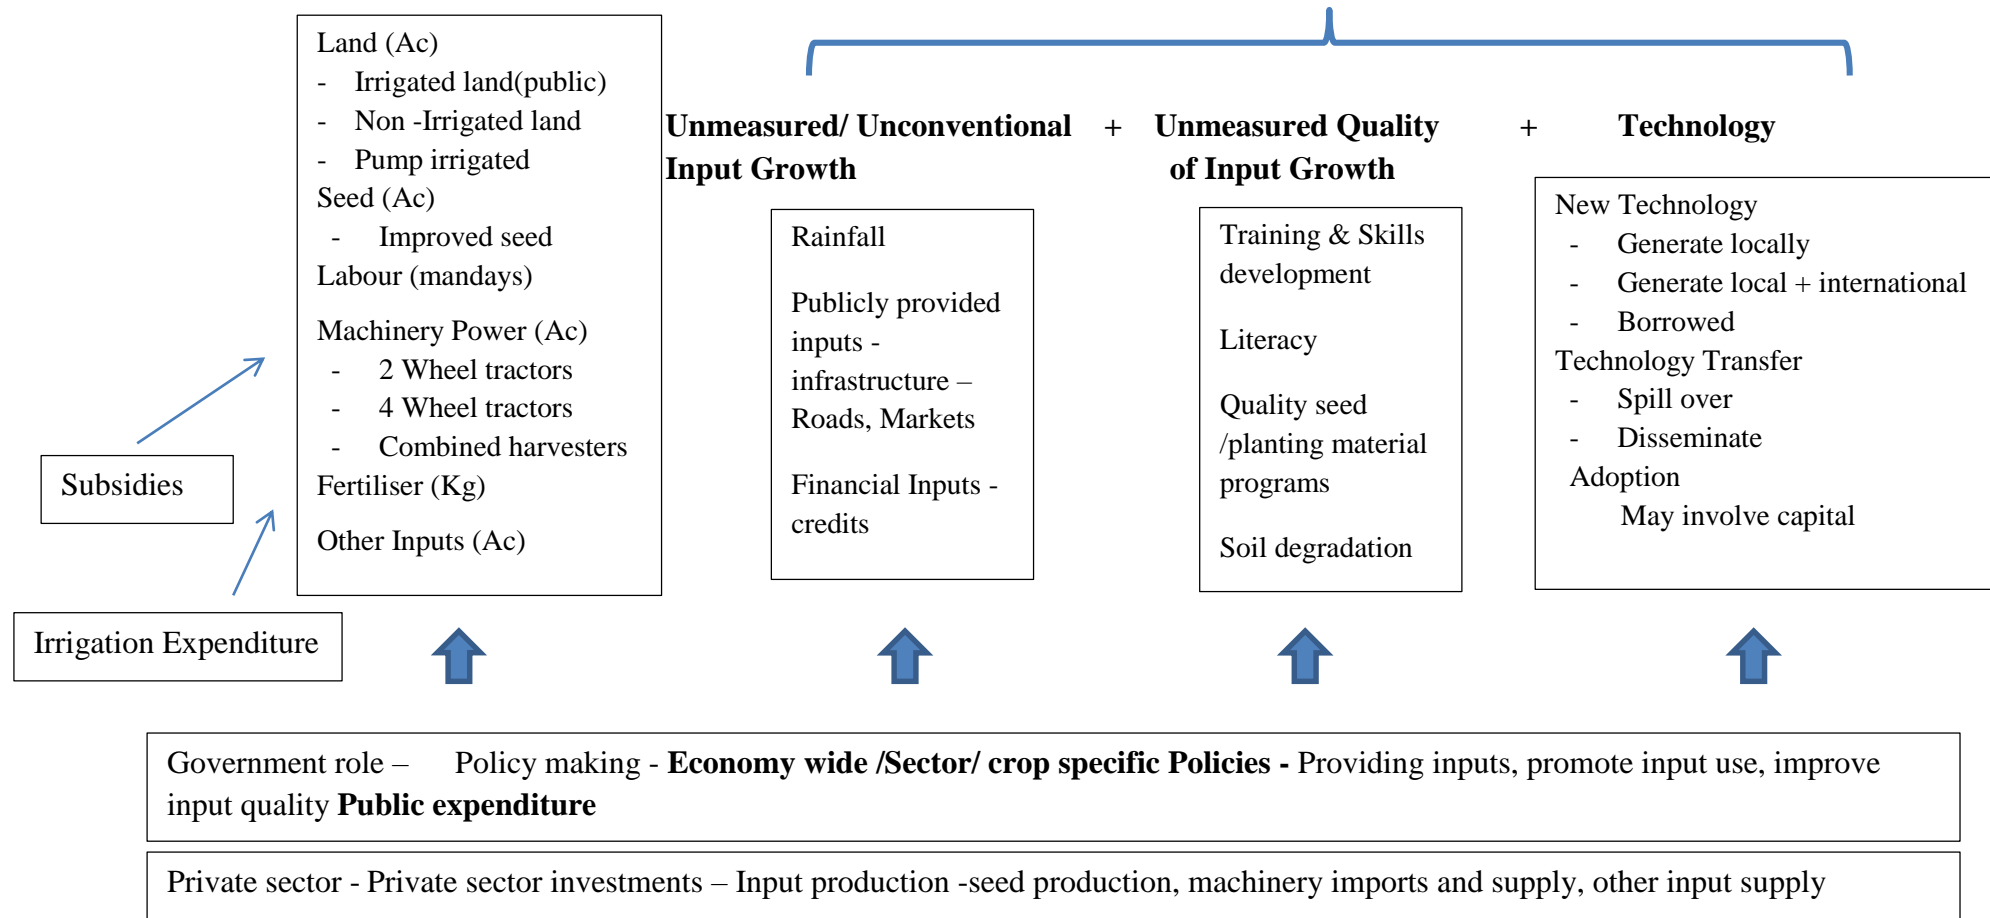 Land (Ac)
- Irrigated land(public)
- Non -Irrigated land
- Pump irrigated
Seed (Ac)
- Improved seed
Labour (mandays)
Machinery Power (Ac)
- 2 Wheel tractors
- 4 Wheel tractors
- Combined harvesters
Fertiliser (Kg)
Other Inputs (Ac)
Subsidies
Irrigation Expenditure
Unmeasured/ Unconventional
Input Growth
+
Unmeasured Quality
of Input Growth
+
Technology
Rainfall
Publicly provided
inputs -
infrastructure –
Roads, Markets
Financial Inputs -
credits
Training & Skills
development
Literacy
Quality seed
/planting material
programs
Soil degradation
New Technology
- Generate locally
- Generate local + international
- Borrowed
Technology Transfer
- Spill over
- Disseminate
Adoption
May involve capital
Government role – Policy making - Economy wide /Sector/ crop specific Policies - Providing inputs, promote input use, improve
input quality Public expenditure
Private sector - Private sector investments – Input production -seed production, machinery imports and supply, other input supply